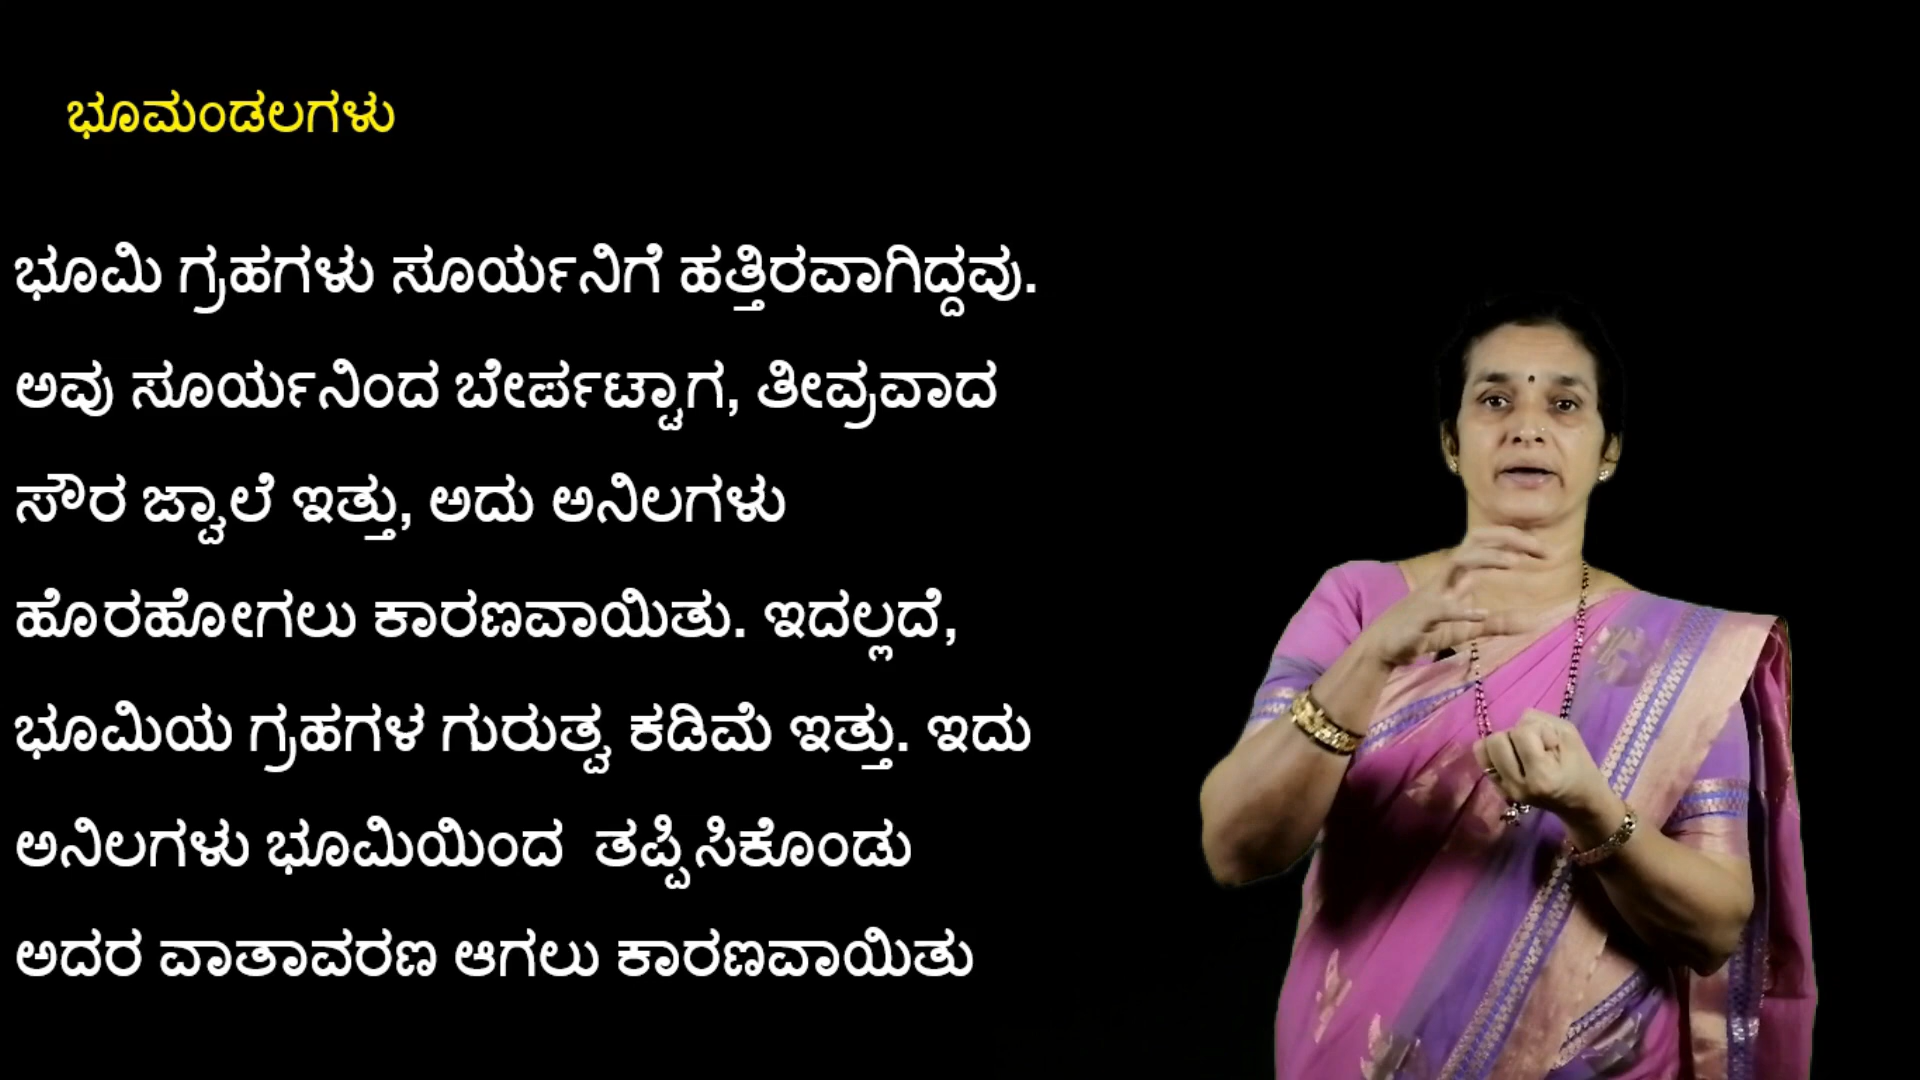 ಭೂಮಂಡಲಗಳು
ಭೂಮಿ ಗ್ರಹಗಳು ಸೂರ್ಯನಿಗೆ ಹತ್ತಿರವಾಗಿದ್ದವು.
ಅವು ಸೂರ್ಯನಿಂದ ಬೇರ್ಪಟ್ಟಾಗ, ತೀವ್ರವಾದ
ಸೌರ ಜ್ವಾಲೆ ಇತ್ತು, ಅದು ಅನಿಲಗಳು
ಹೊರಹೋಗಲು ಕಾರಣವಾಯಿತು. ಇದಲ್ಲದೆ,
ಭೂಮಿಯ ಗ್ರಹಗಳ ಗುರುತ್ವ ಕಡಿಮೆ ಇತ್ತು. ಇದು
ಅನಿಲಗಳು ಭೂಮಿಯಿಂದ ತಪ್ಪಿಸಿಕೊಂಡು
ಅದರ ವಾತಾವರಣ ಆಗಲು ಕಾರಣವಾಯಿತು